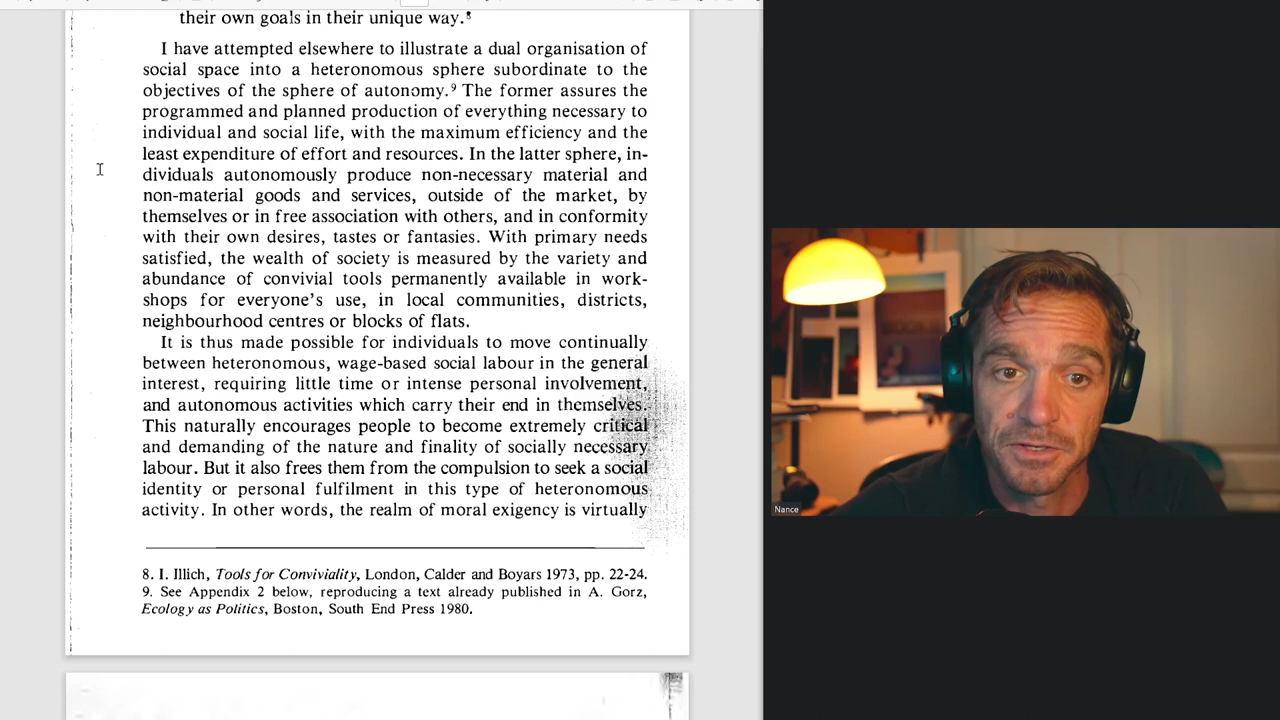 their own goals in their unique way.⁸
I have attempted elsewhere to illustrate a dual organisation of
social space into a heteronomous sphere subordinate to the
objectives of the sphere of autonomy.⁹ The former assures the
programmed and planned production of everything necessary to
individual and social life, with the maximum efficiency and the
least expenditure of effort and resources. In the latter sphere, in-
dividuals autonomously produce non-necessary material and
non-material goods and services, outside of the market, by
themselves or in free association with others, and in conformity
with their own desires, tastes or fantasies. With primary needs
satisfied, the wealth of society is measured by the variety and
abundance of convivial tools permanently available in work-
shops for everyone's use, in local communities, districts,
neighbourhood centres or blocks of flats.
It is thus made possible for individuals to move continually
between heteronomous, wage-based social labour in the general
interest, requiring little time or intense personal involvement,
and autonomous activities which carry their end in themselves.
This naturally encourages people to become extremely critical
and demanding of the nature and finality of socially necessary
labour. But it also frees them from the compulsion to seek a social
identity or personal fulfilment in this type of heteronomous
activity. In other words, the realm of moral exigency is virtually
8. I. Illich, Tools for Conviviality, London, Calder and Boyars 1973, pp. 22-24.
9. See Appendix 2 below, reproducing a text already published in A. Gorz,
Ecology as Politics, Boston, South End Press 1980.
Nance